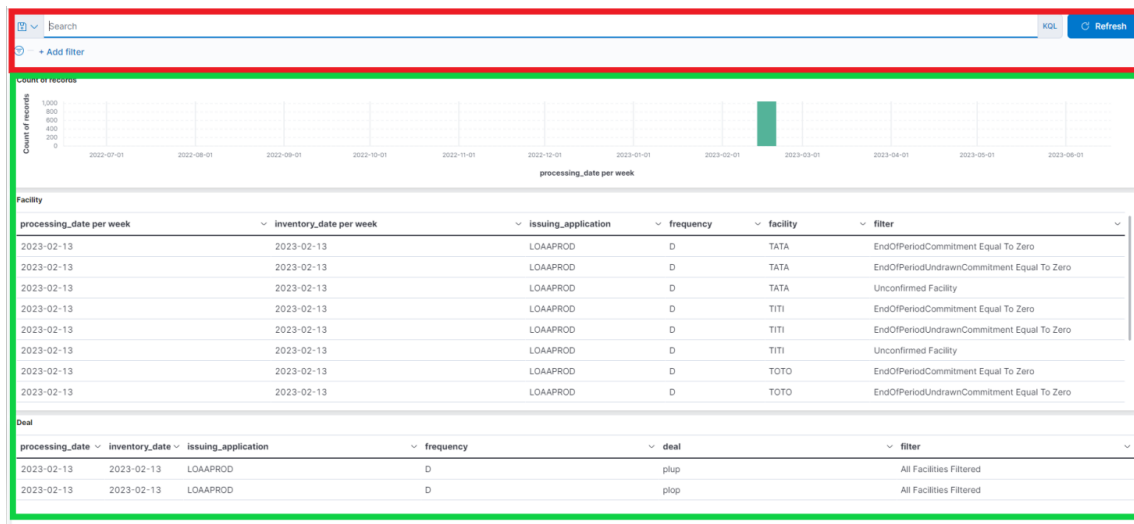 Search KQL Refresh
+ Add filter
Count of records
Count of records
1,000
800
600
400
200
0
2022-07-01 2022-08-01 2022-09-01 2022-10-01 2022-11-01 2022-12-01 2023-01-01 2023-02-01 2023-03-01 2023-04-01 2023-05-01 2023-06-01
processing_date per week
Facility
processing_date per week inventory_date per week issuing_application frequency facility filter
2023-02-13 2023-02-13 LOAAPROD D TATA EndOfPeriodCommitment Equal To Zero
2023-02-13 2023-02-13 LOAAPROD D TATA EndOfPeriodUndrawnCommitment Equal To Zero
2023-02-13 2023-02-13 LOAAPROD D TATA Unconfirmed Facility
2023-02-13 2023-02-13 LOAAPROD D TITI EndOfPeriodCommitment Equal To Zero
2023-02-13 2023-02-13 LOAAPROD D TITI EndOfPeriodUndrawnCommitment Equal To Zero
2023-02-13 2023-02-13 LOAAPROD D TITI Unconfirmed Facility
2023-02-13 2023-02-13 LOAAPROD D TOTO EndOfPeriodCommitment Equal To Zero
2023-02-13 2023-02-13 LOAAPROD D TOTO EndOfPeriodUndrawnCommitment Equal To Zero
Deal
processing_date inventory_date issuing_application frequency deal filter
2023-02-13 2023-02-13 LOAAPROD D plup All Facilities Filtered
2023-02-13 2023-02-13 LOAAPROD D plop All Facilities Filtered